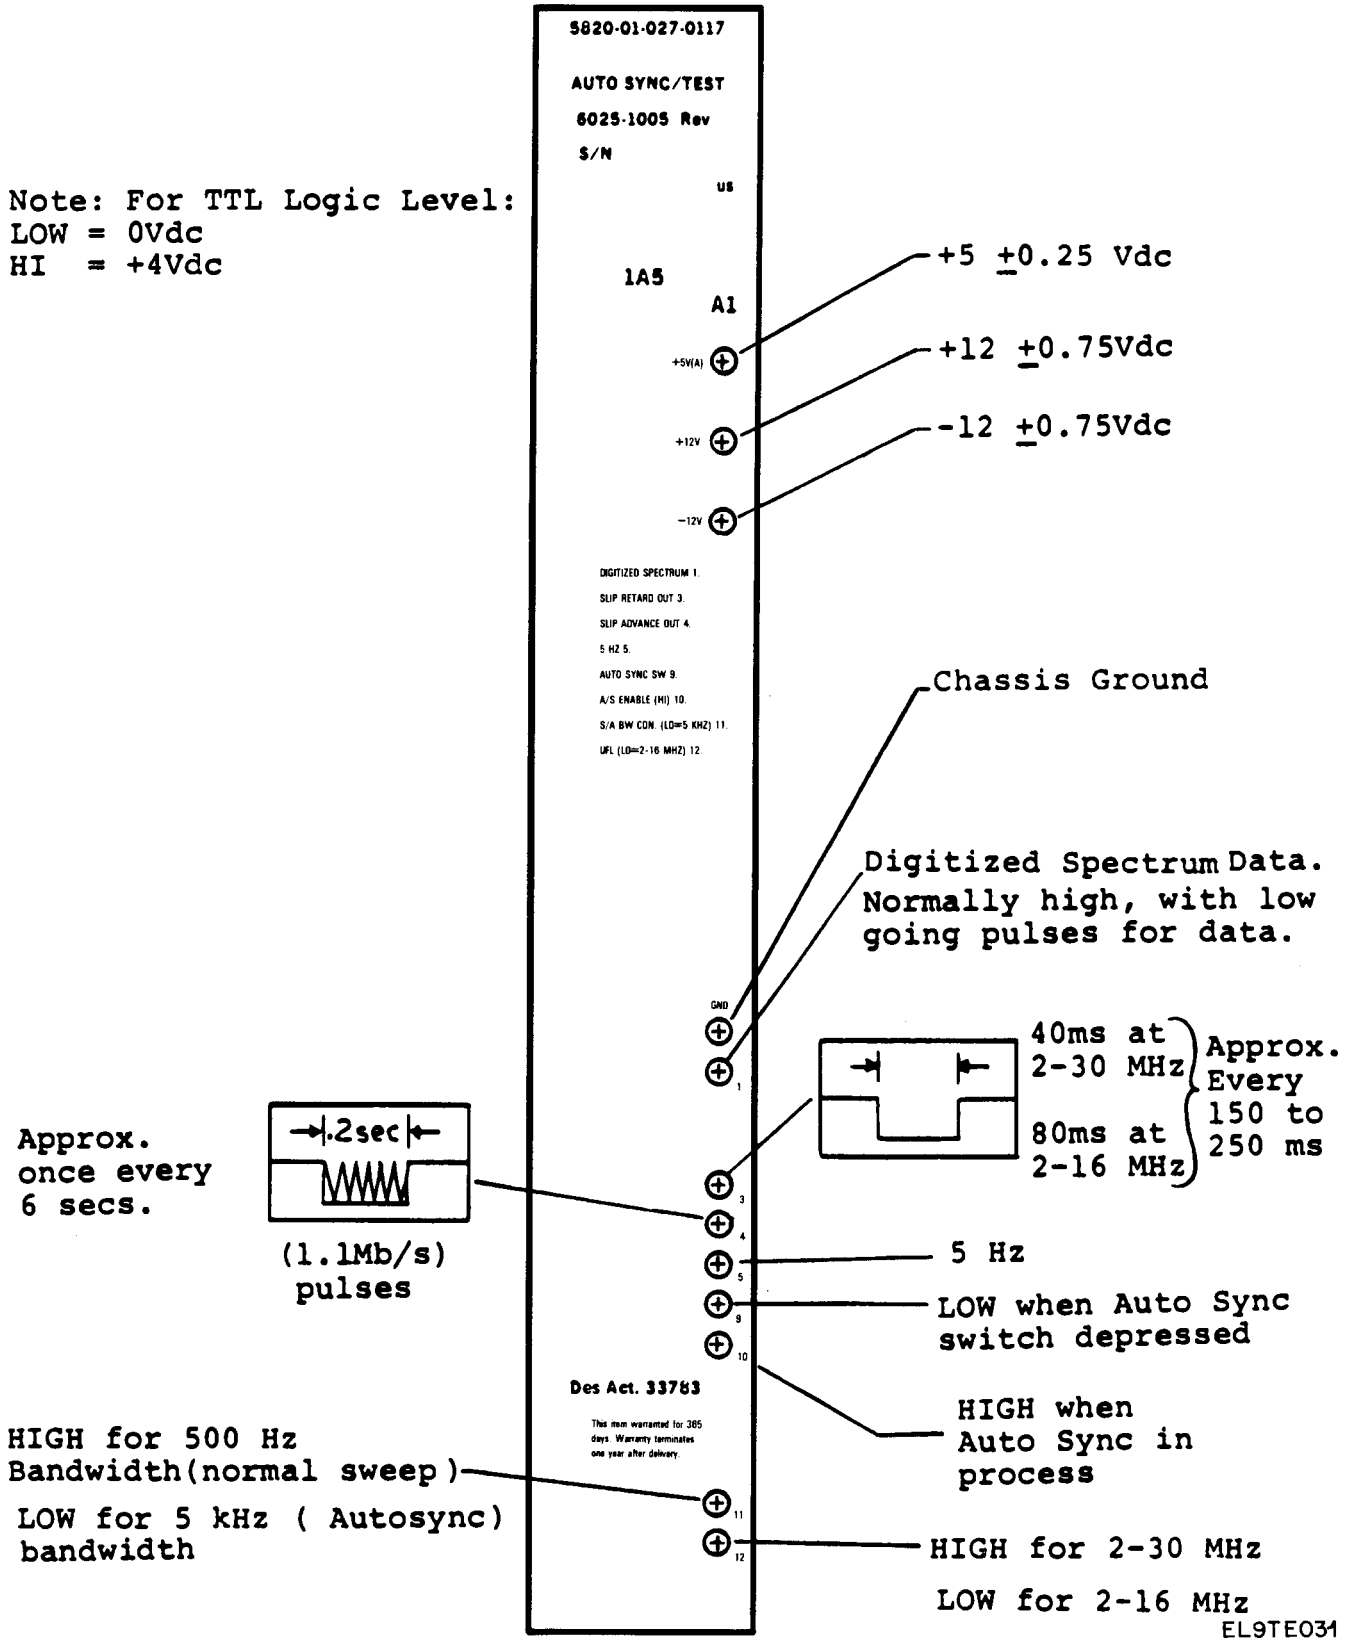 5820-01-027-0117
AUTO SYNC/TEST
6025-1005 Rev
S/N
us
Note: For TTL Logic Level:
LOW = 0Vdc
HI = +4Vdc
1A5
A1
+5V(A)
+5 ±0.25 Vdc
+12V
+12 ±0.75Vdc
-12V
-12 ±0.75Vdc
DIGITIZED SPECTRUM 1.
SLIP RETARD OUT 3.
SLIP ADVANCE OUT 4.
5 HZ 5.
AUTO SYNC SW 9.
A/S ENABLE (HI) 10.
S/A BW CON. (LO=5 KHZ) 11.
UFL (LO=2-16 MHZ) 12.
Chassis Ground
Digitized Spectrum Data.
Normally high, with low
going pulses for data.
GND
1
40ms at
2-30 MHz
80ms at
2-16 MHz
Approx.
Every
150 to
250 ms
Approx.
once every
6 secs.
.2sec
(1.1Mb/s)
pulses
3
4
5
5 Hz
9
LOW when Auto Sync
switch depressed
10
HIGH when
Auto Sync in
process
Des Act. 33783
This item warranted for 365
days. Warranty terminates
one year after delivery.
HIGH for 500 Hz
Bandwidth(normal sweep)
LOW for 5 kHz ( Autosync)
bandwidth
11
12
HIGH for 2-30 MHz
LOW for 2-16 MHz
EL9TE031